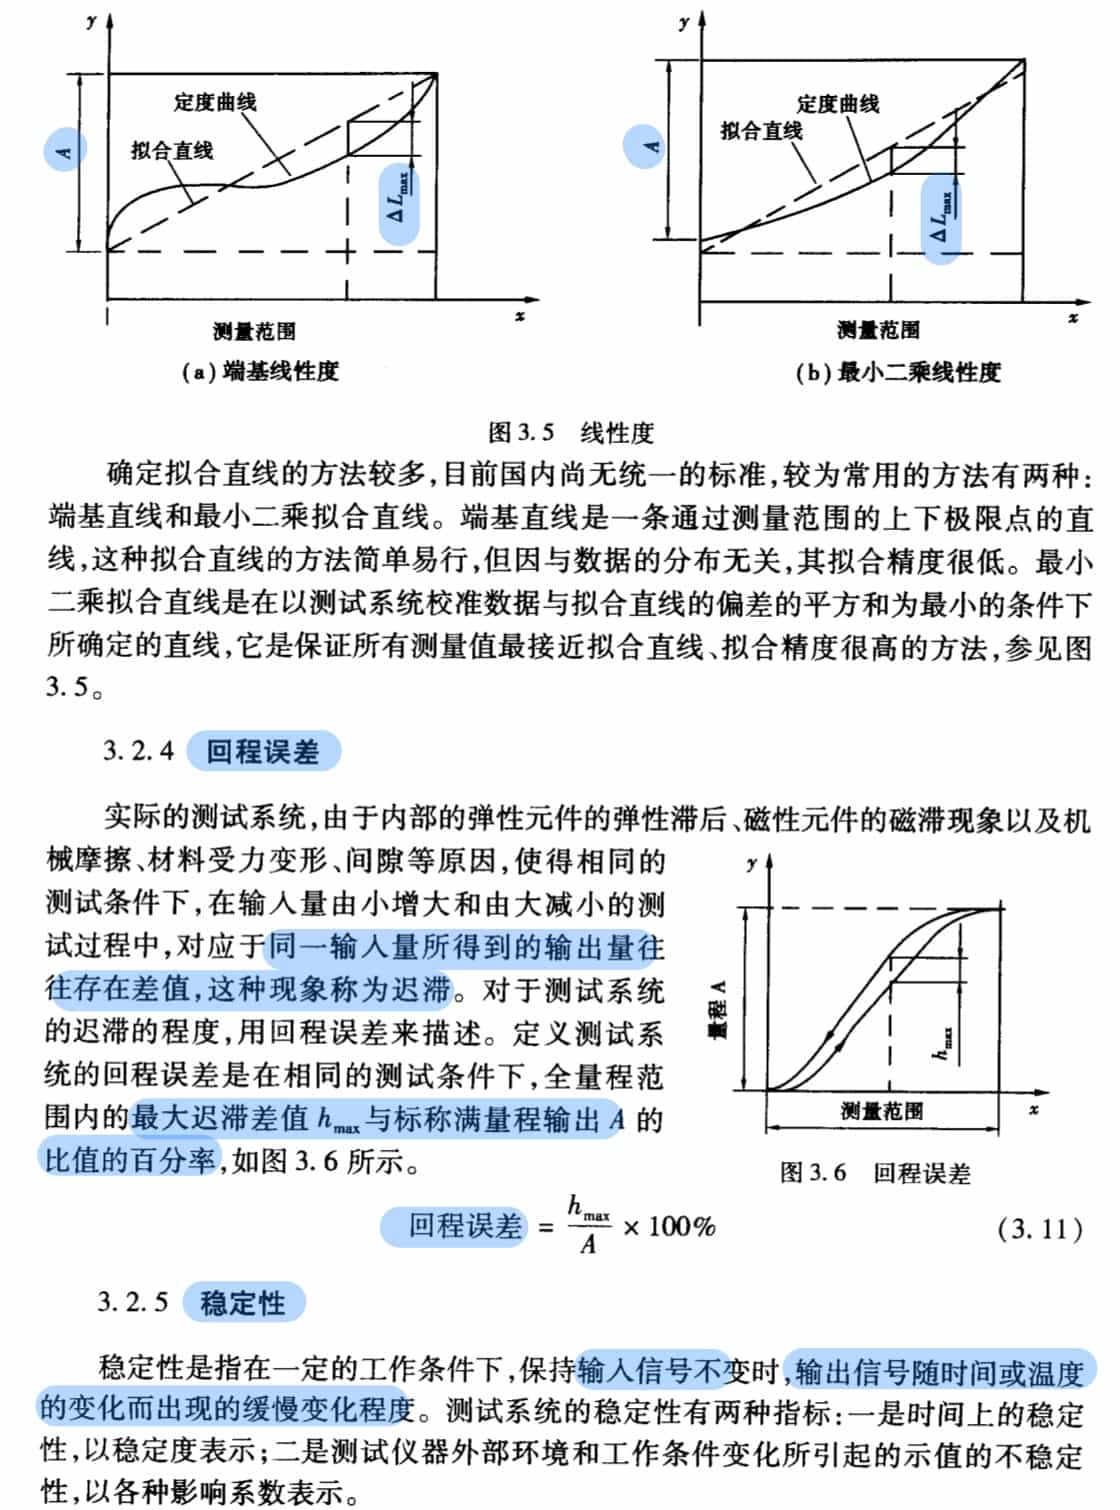 y
A
定度曲线
拟合直线
ΔLmax
x
测量范围
(a)端基线性度
y
A
定度曲线
拟合直线
ΔLmax
x
测量范围
(b)最小二乘线性度
图3.5 线性度
确定拟合直线的方法较多,目前国内尚无统一的标准,较为常用的方法有两种:
端基直线和最小二乘拟合直线。端基直线是一条通过测量范围的上下极限点的直
线,这种拟合直线的方法简单易行,但因与数据的分布无关,其拟合精度很低。最小
二乘拟合直线是在以测试系统校准数据与拟合直线的偏差的平方和为最小的条件下
所确定的直线,它是保证所有测量值最接近拟合直线、拟合精度很高的方法,参见图
3.5。
3.2.4 回程误差
实际的测试系统,由于内部的弹性元件的弹性滞后、磁性元件的磁滞现象以及机
械摩擦、材料受力变形、间隙等原因,使得相同的
测试条件下,在输入量由小增大和由大减小的测
试过程中,对应于同一输入量所得到的输出量往
往存在差值,这种现象称为迟滞。对于测试系统
的迟滞的程度,用回程误差来描述。定义测试系
统的回程误差是在相同的测试条件下,全量程范
围内的最大迟滞差值hmax与标称满量程输出A的
比值的百分率,如图3.6所示。
y
量程A
hmax
测量范围
x
图3.6 回程误差
回程误差 = hmax/A × 100% (3.11)
3.2.5 稳定性
稳定性是指在一定的工作条件下,保持输入信号不变时,输出信号随时间或温度
的变化而出现的缓慢变化程度。测试系统的稳定性有两种指标:一是时间上的稳定
性,以稳定度表示;二是测试仪器外部环境和工作条件变化所引起的示值的不稳定
性,以各种影响系数表示。